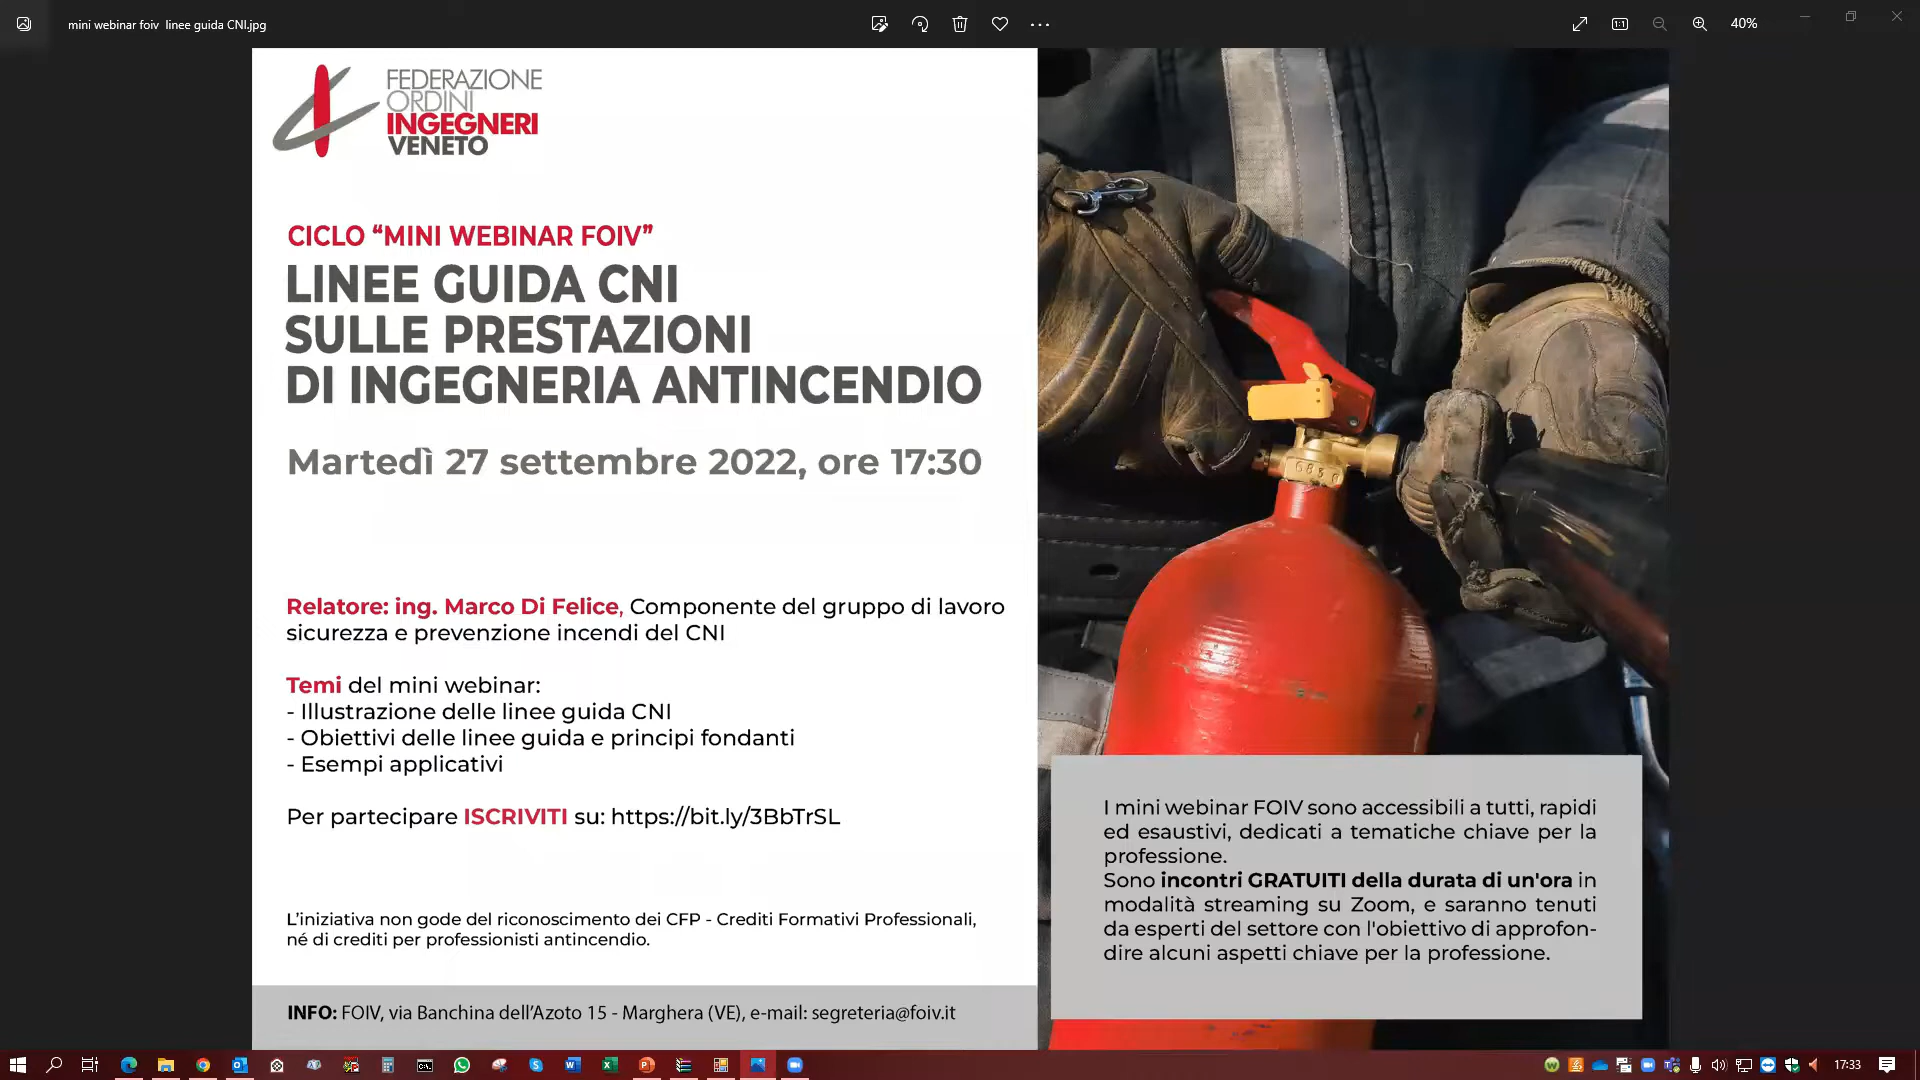 mini webinar foiv  linee guida CNI.jpg
40%
FEDERAZIONE
ORDINI
INGEGNERI
VENETO
CICLO “MINI WEBINAR FOIV”
LINEE GUIDA CNI
SULLE PRESTAZIONI
DI INGEGNERIA ANTINCENDIO
Martedì 27 settembre 2022, ore 17:30
Relatore: ing. Marco Di Felice, Componente del gruppo di lavoro
sicurezza e prevenzione incendi del CNI
Temi del mini webinar:
- Illustrazione delle linee guida CNI
- Obiettivi delle linee guida e principi fondanti
- Esempi applicativi
Per partecipare ISCRIVITI su: https://bit.ly/3BbTrSL
L’iniziativa non gode del riconoscimento dei CFP - Crediti Formativi Professionali,
né di crediti per professionisti antincendio.
INFO: FOIV, via Banchina dell’Azoto 15 - Marghera (VE), e-mail: segreteria@foiv.it
I mini webinar FOIV sono accessibili a tutti, rapidi
ed esaustivi, dedicati a tematiche chiave per la
professione.
Sono incontri GRATUITI della durata di un'ora in
modalità streaming su Zoom, e saranno tenuti
da esperti del settore con l'obiettivo di approfon-
dire alcuni aspetti chiave per la professione.
17:33